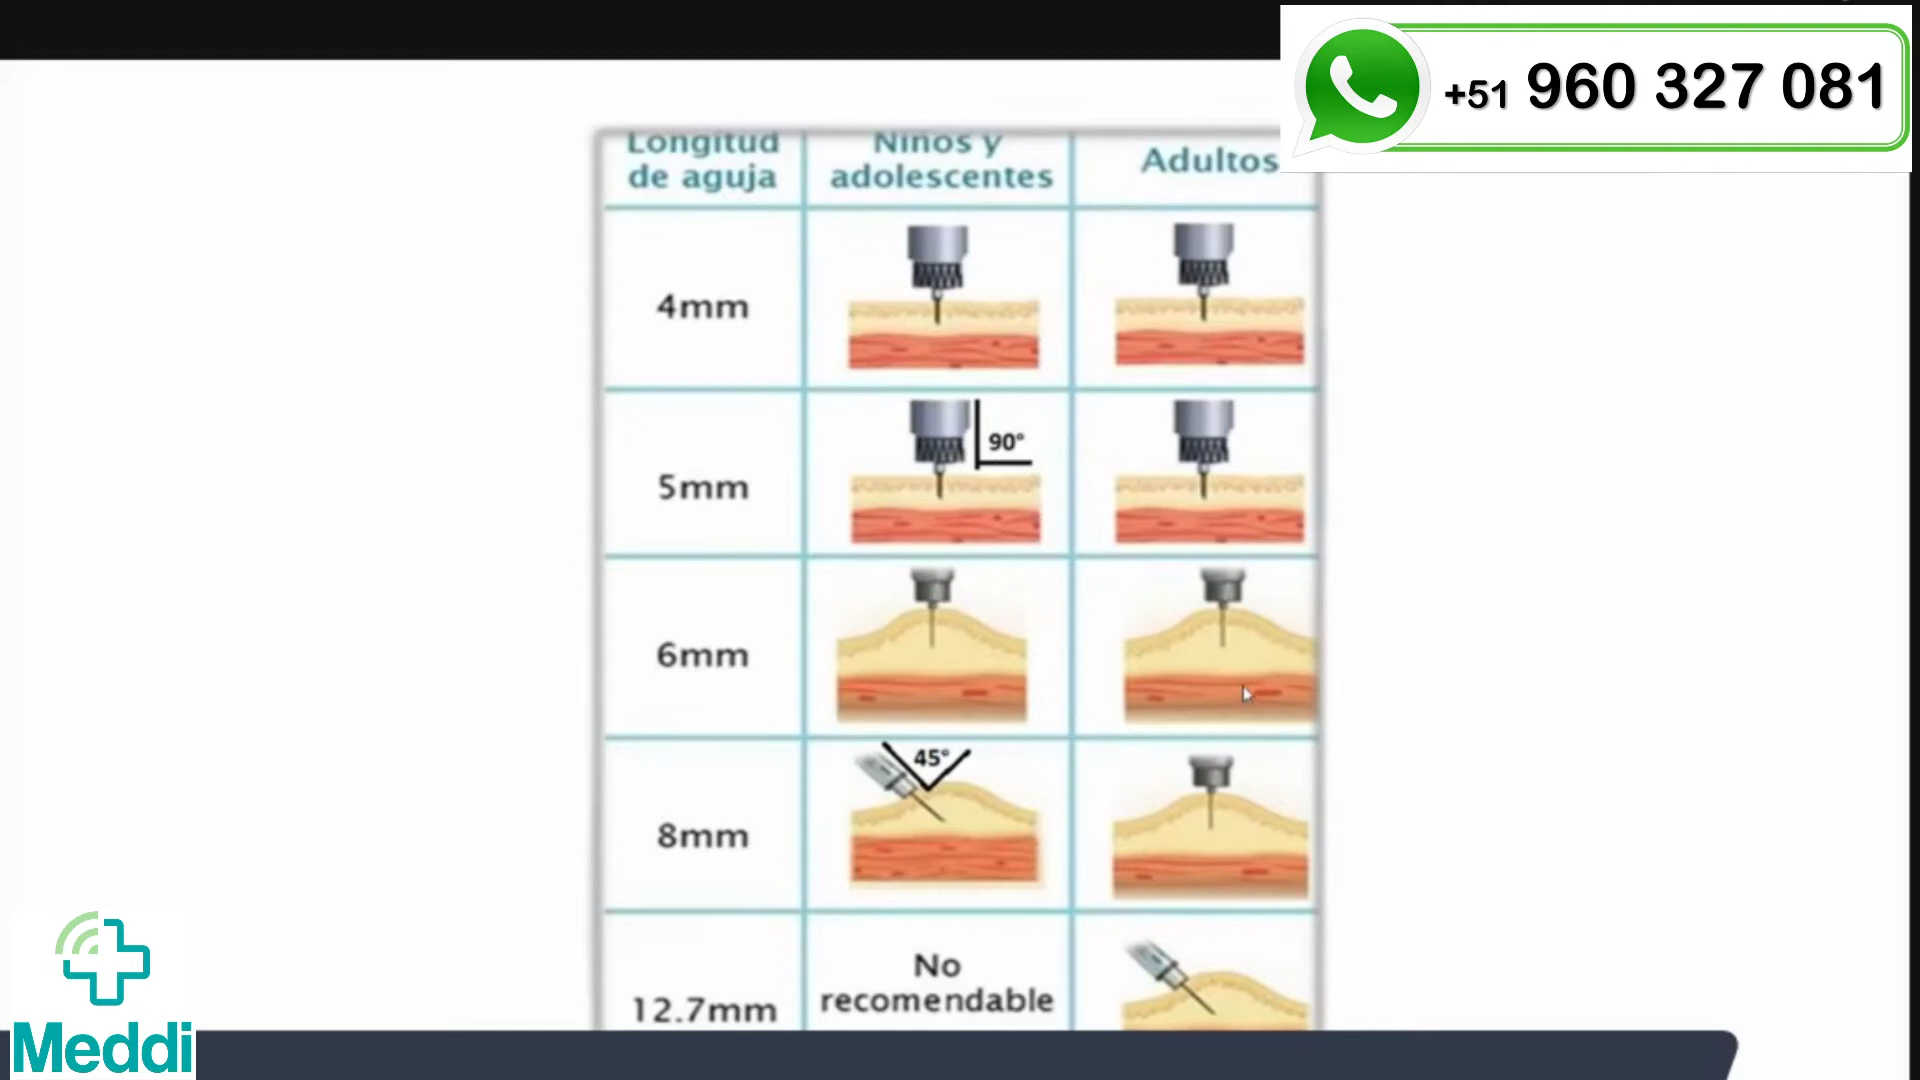 +51 960 327 081
Longitud
de aguja
Niños y
adolescentes
Adultos
4mm
5mm
90°
6mm
8mm
45°
12.7mm
No
recomendable
Meddi